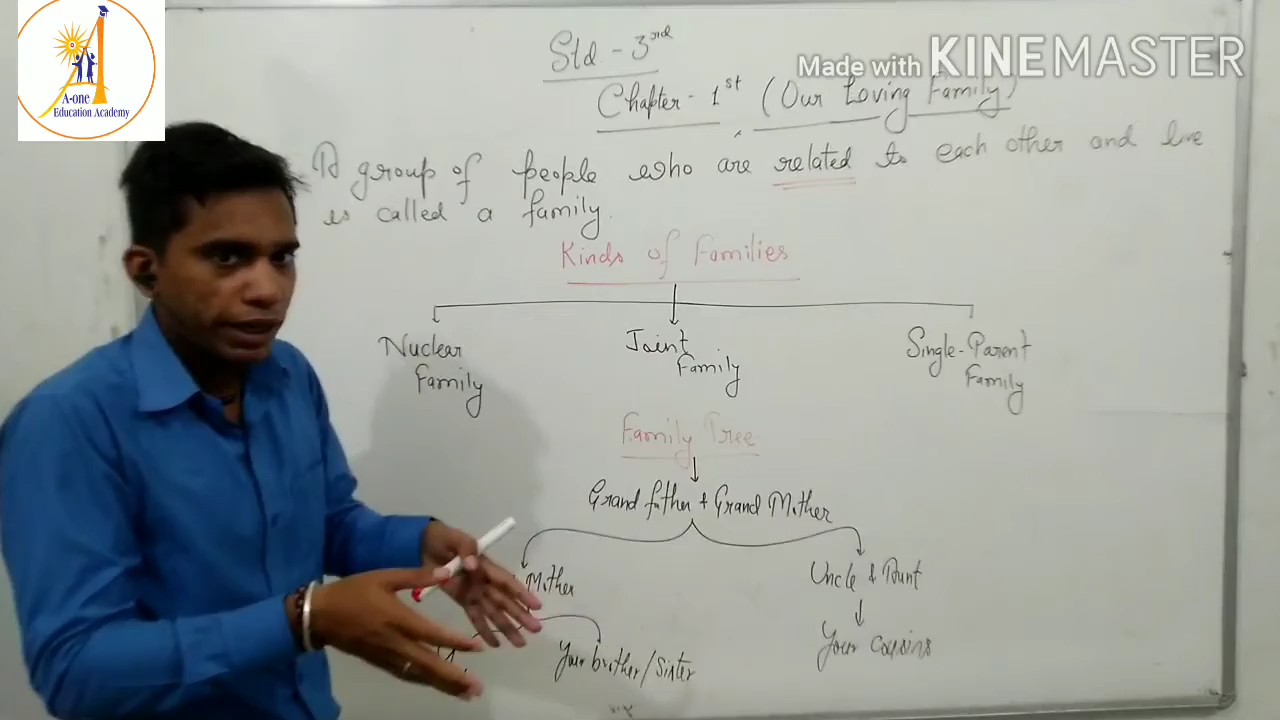 A-one
Education Academy
Made with KINEMASTER
Std - 3rd
Chapter - 1st (Our Loving Family)
A group of people who are related to each other and live
is called a family.
Kinds of Families
Nuclear Family
Joint Family
Single-Parent Family
Family Tree
Grand father + Grand Mother
Mother
Uncle & Aunt
Your brother/Sister
Your cousins